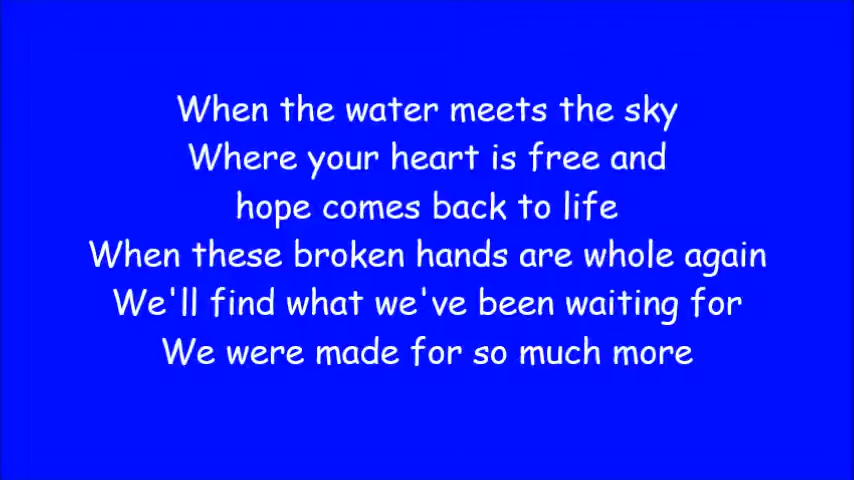 When the water meets the sky
Where your heart is free and
hope comes back to life
When these broken hands are whole again
We'll find what we've been waiting for
We were made for so much more